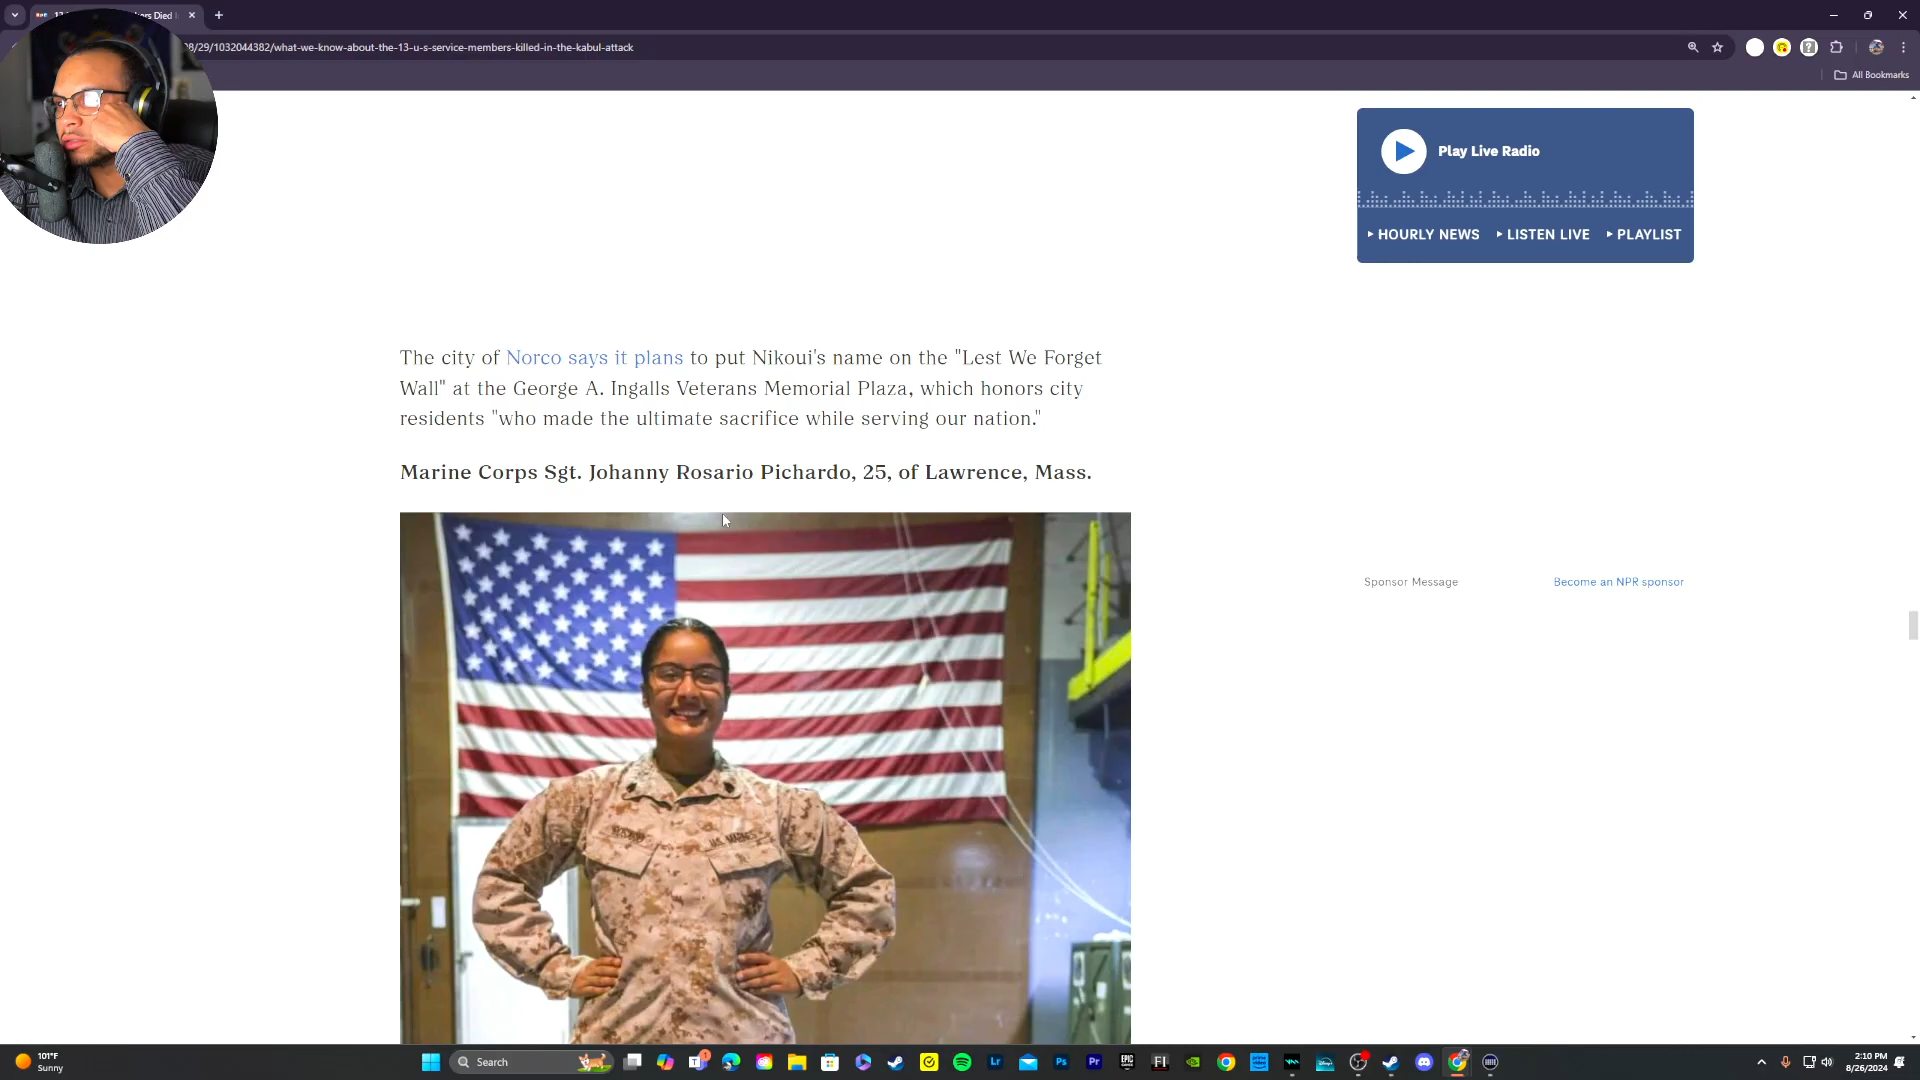 08/29/1032044382/what-we-know-about-the-13-u-s-service-members-killed-in-the-kabul-attack
All Bookmarks
Play Live Radio
HOURLY NEWS LISTEN LIVE PLAYLIST
The city of Norco says it plans to put Nikoui's name on the "Lest We Forget
Wall" at the George A. Ingalls Veterans Memorial Plaza, which honors city
residents "who made the ultimate sacrifice while serving our nation."
Marine Corps Sgt. Johanny Rosario Pichardo, 25, of Lawrence, Mass.
Sponsor Message Become an NPR sponsor
101°F
Sunny
Search
2:10 PM
8/26/2024